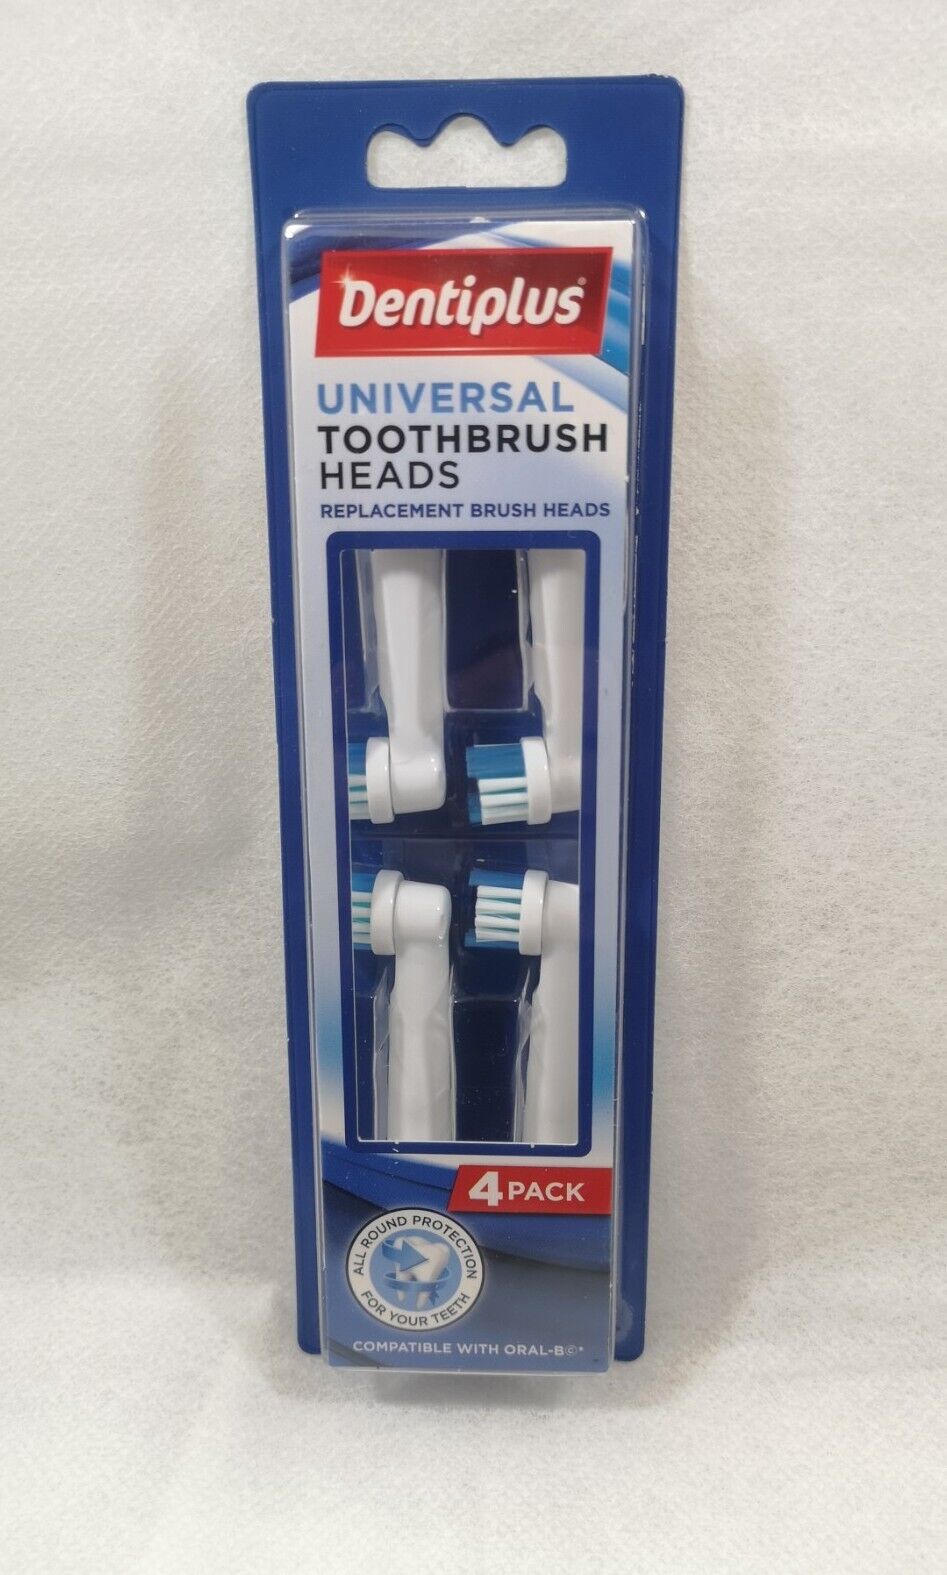 Dentiplus®
UNIVERSAL
TOOTHBRUSH
HEADS
REPLACEMENT BRUSH HEADS
4 PACK
ALL ROUND PROTECTION
FOR YOUR TEETH
COMPATIBLE WITH ORAL-B©*